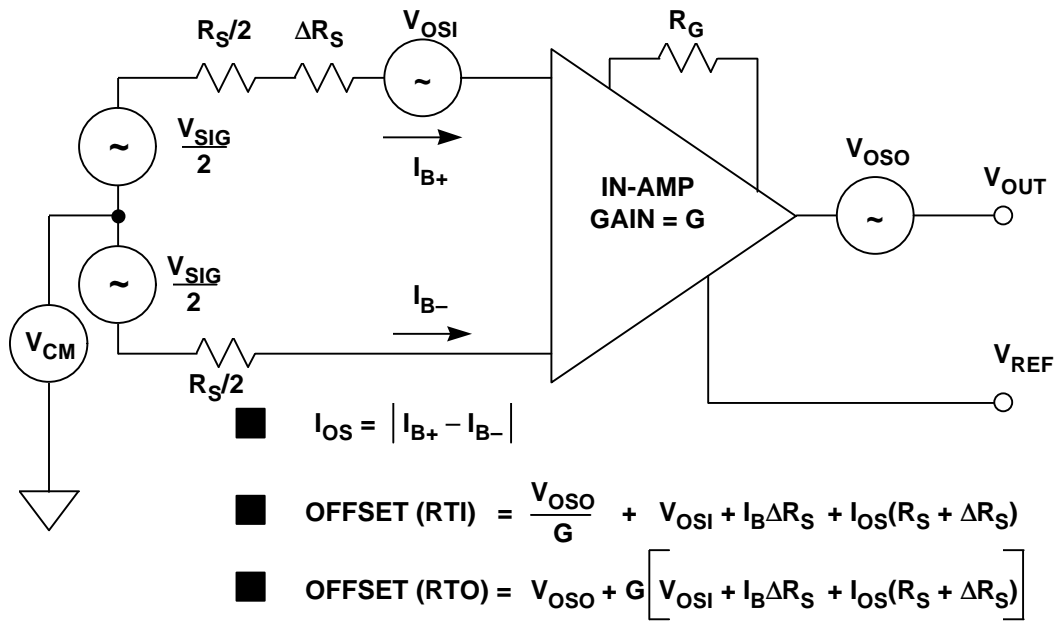 R_S/2
ΔR_S
V_OSI
R_G
V_SIG
2
I_B+
IN-AMP
GAIN = G
V_OSO
V_OUT
V_SIG
2
I_B–
V_CM
R_S/2
V_REF
I_OS = | I_B+ – I_B– |
OFFSET (RTI) = V_OSO/G + V_OSI + I_BΔR_S + I_OS(R_S + ΔR_S)
OFFSET (RTO) = V_OSO + G[V_OSI + I_BΔR_S + I_OS(R_S + ΔR_S)]